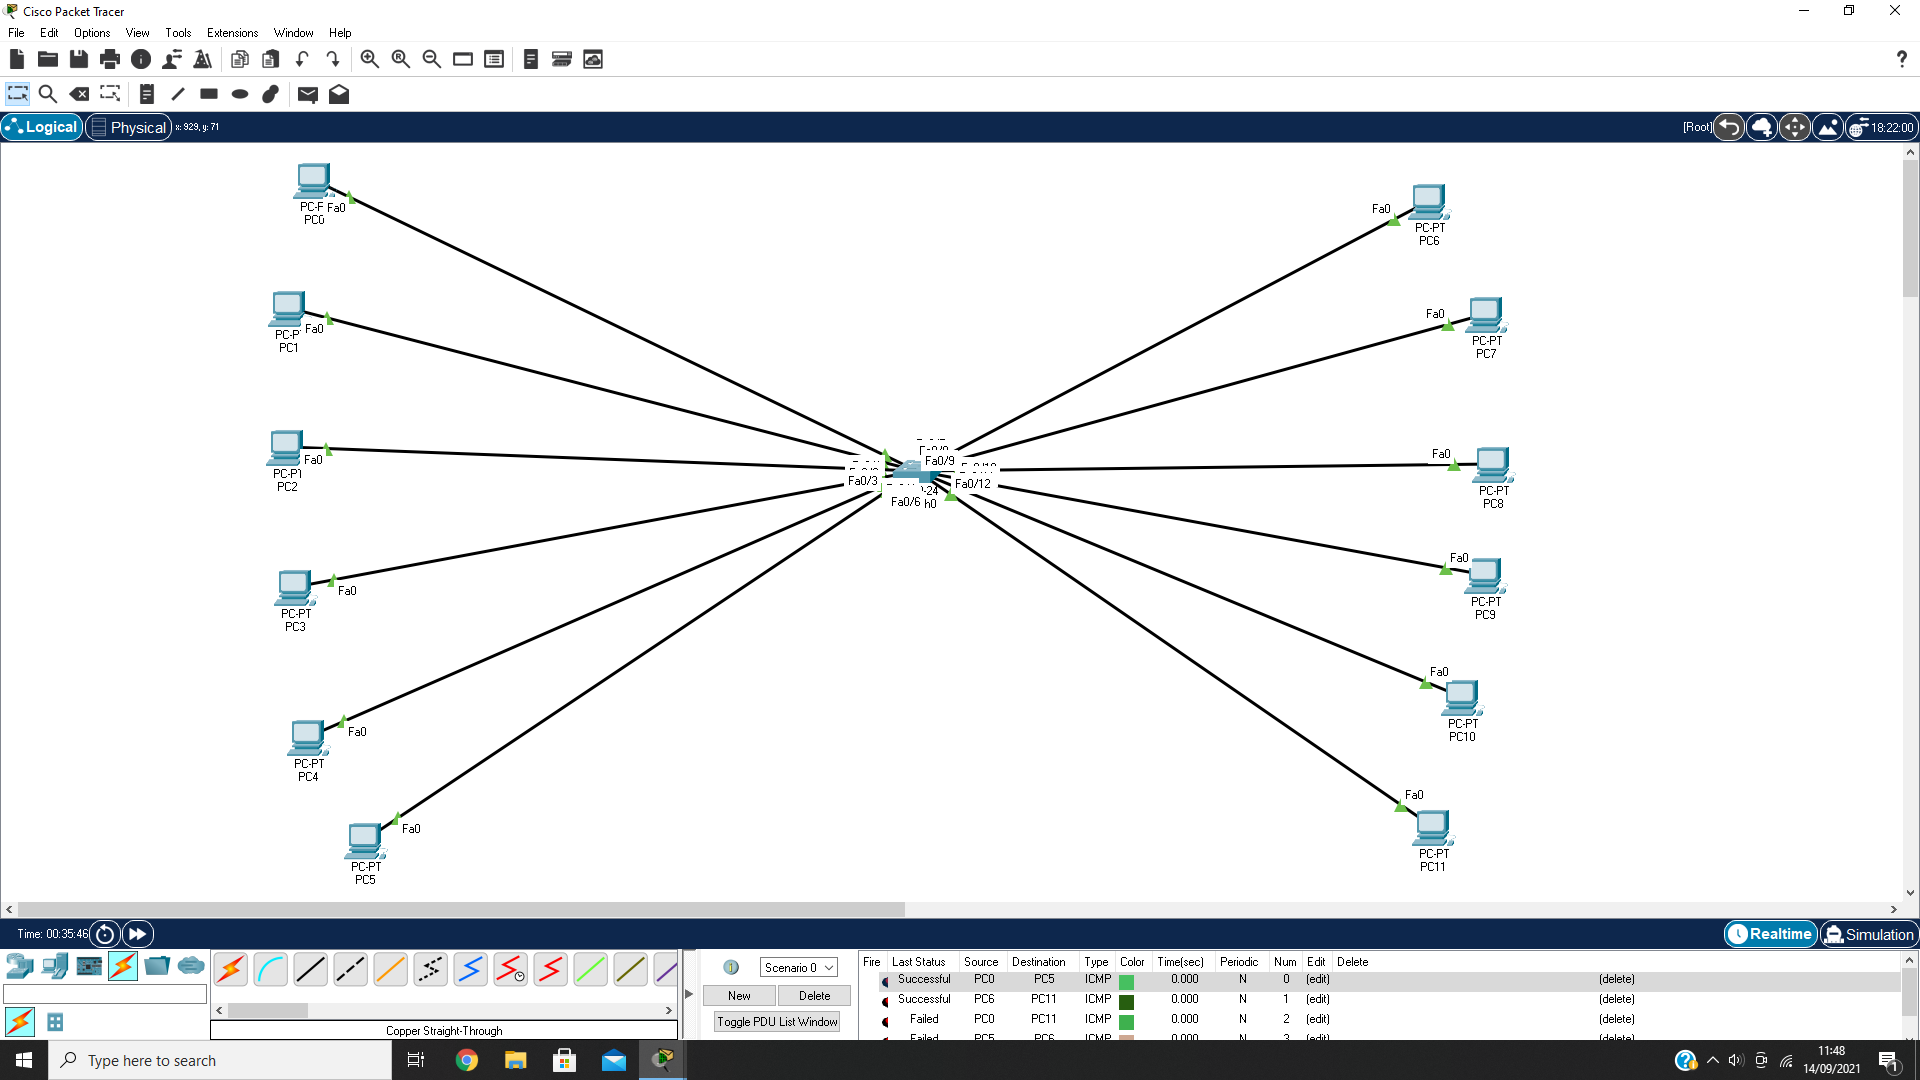 Cisco Packet Tracer
File Edit Options View Tools Extensions Window Help
Logical Physical x: 929, y: 71 [Root] 18:22:00
Fa0
PC0
Fa0
PC-PT
PC6
Fa0
PC1
Fa0
PC-PT
PC7
Fa0
PC2
Fa0
PC-PT
PC8
Fa0/9
Fa0/3
Fa0/12
Fa0/6
Fa0
PC-PT
PC3
Fa0
PC-PT
PC9
Fa0
PC-PT
PC4
Fa0
PC-PT
PC10
Fa0
PC-PT
PC5
Fa0
PC-PT
PC11
Time: 00:35:46 Realtime Simulation
Scenario 0
New Delete
Toggle PDU List Window
Copper Straight-Through
Fire Last Status Source Destination Type Color Time(sec) Periodic Num Edit Delete
Successful PC0 PC5 ICMP 0.000 N 0 (edit) (delete)
Successful PC6 PC11 ICMP 0.000 N 1 (edit) (delete)
Failed PC0 PC11 ICMP 0.000 N 2 (edit) (delete)
Failed PC5 PC6 ICMP 0.000 N 3 (edit) (delete)
Type here to search
11:48
14/09/2021
1